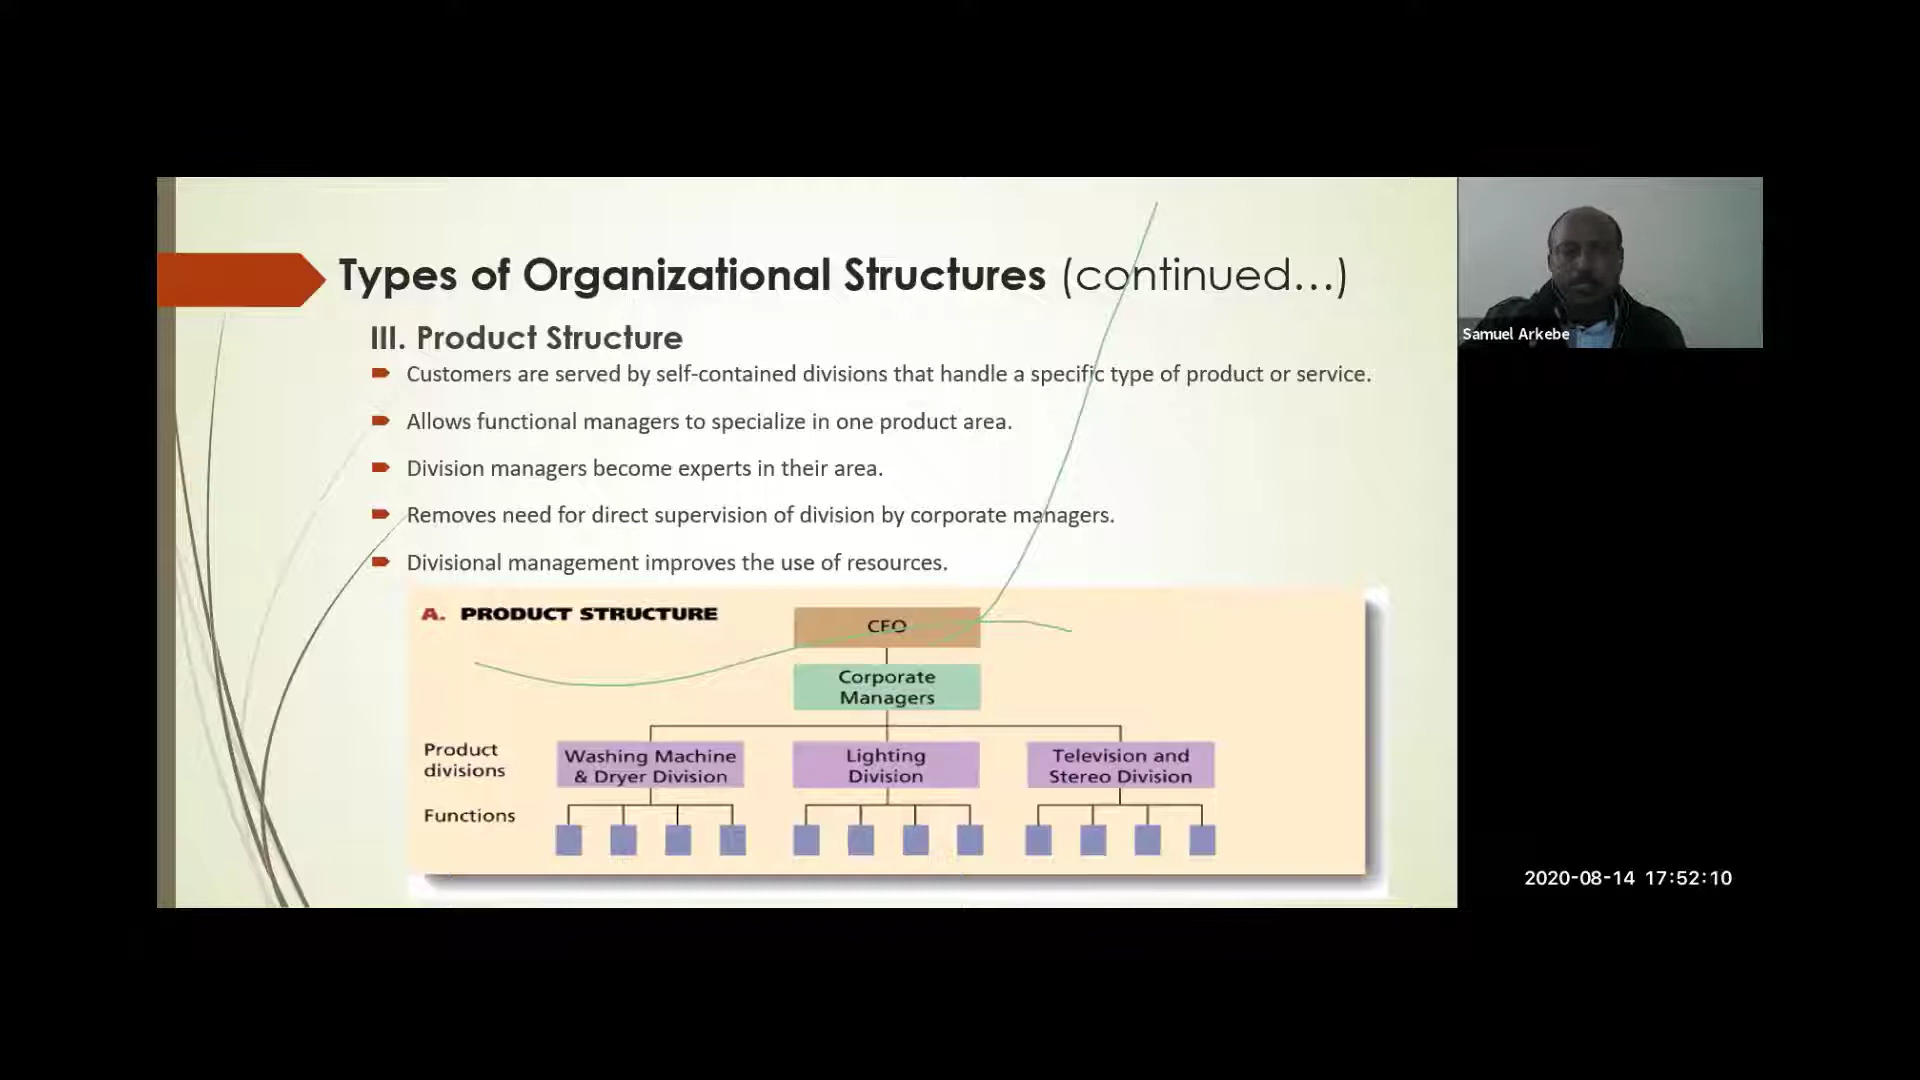 Types of Organizational Structures (continued...)
III. Product Structure
Customers are served by self-contained divisions that handle a specific type of product or service.
Allows functional managers to specialize in one product area.
Division managers become experts in their area.
Removes need for direct supervision of division by corporate managers.
Divisional management improves the use of resources.
A. PRODUCT STRUCTURE
CEO
Corporate
Managers
Product
divisions
Washing Machine
& Dryer Division
Lighting
Division
Television and
Stereo Division
Functions
Samuel Arkebe
2020-08-14 17:52:10